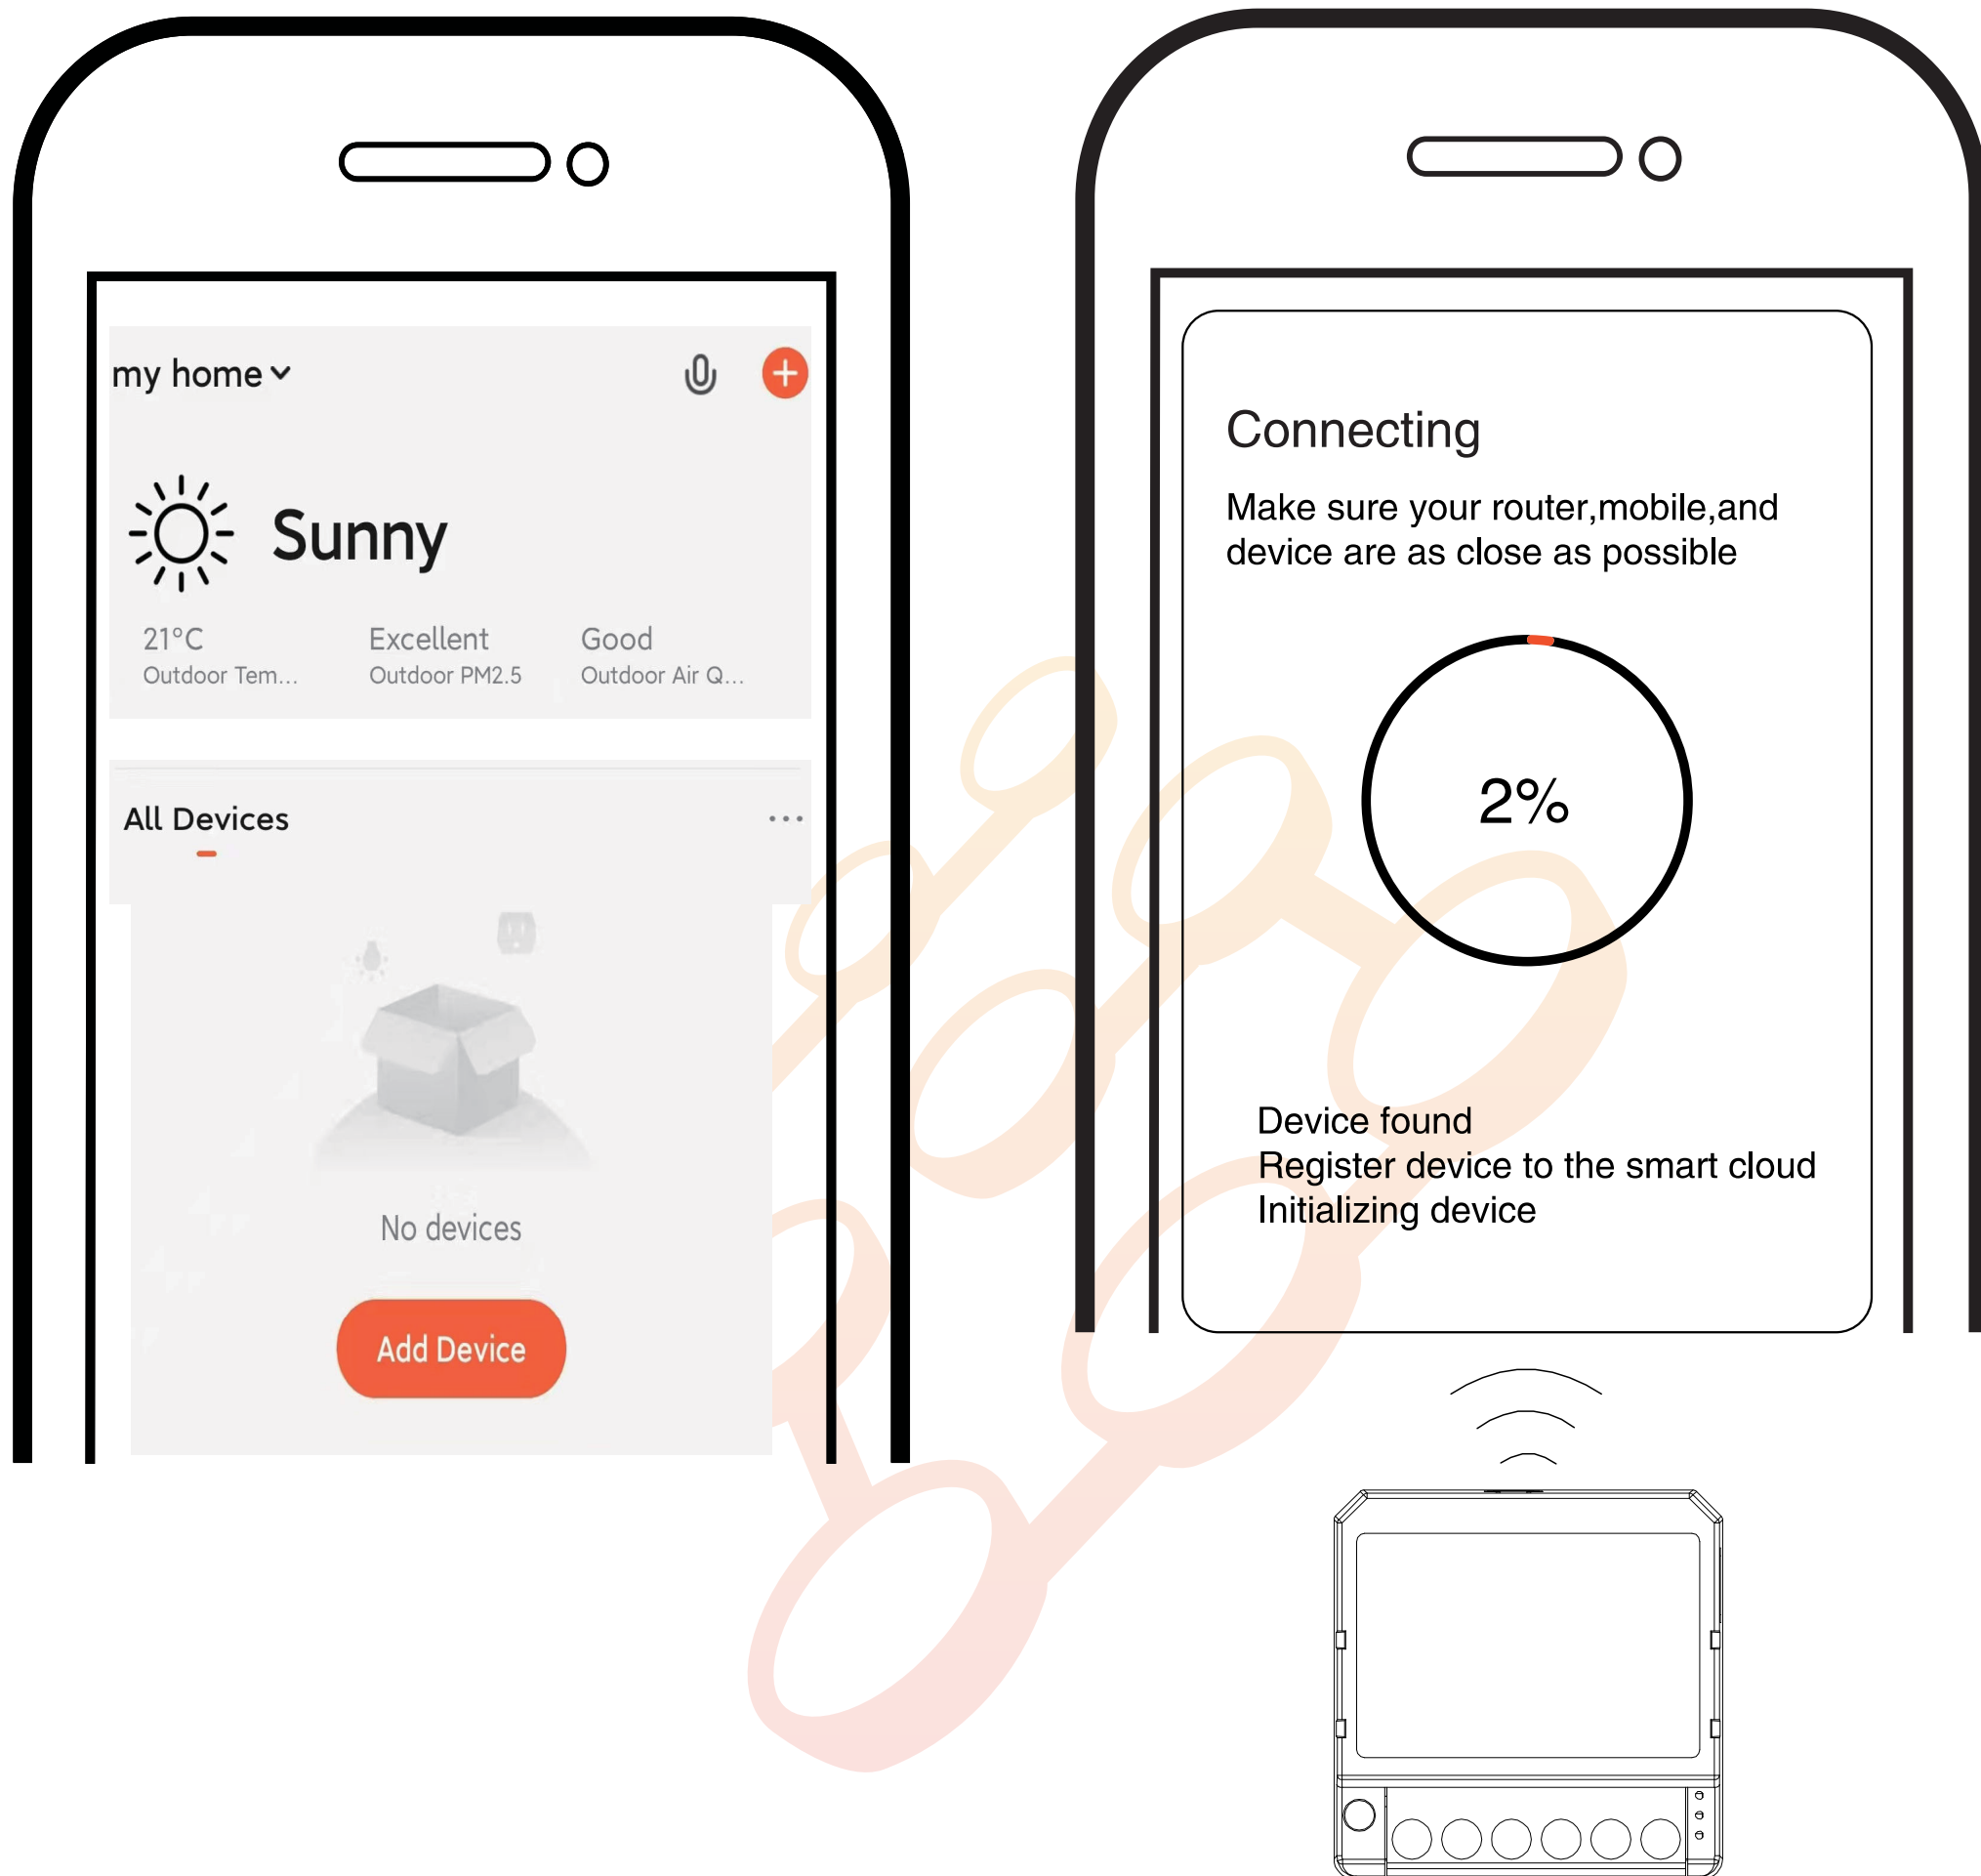 my home
Sunny
21°C
Excellent
Good
Outdoor Tem...
Outdoor PM2.5
Outdoor Air Q...
All Devices
No devices
Add Device
Connecting
Make sure your router,mobile,and
device are as close as possible
2%
Device found
Register device to the smart cloud
Initializing device